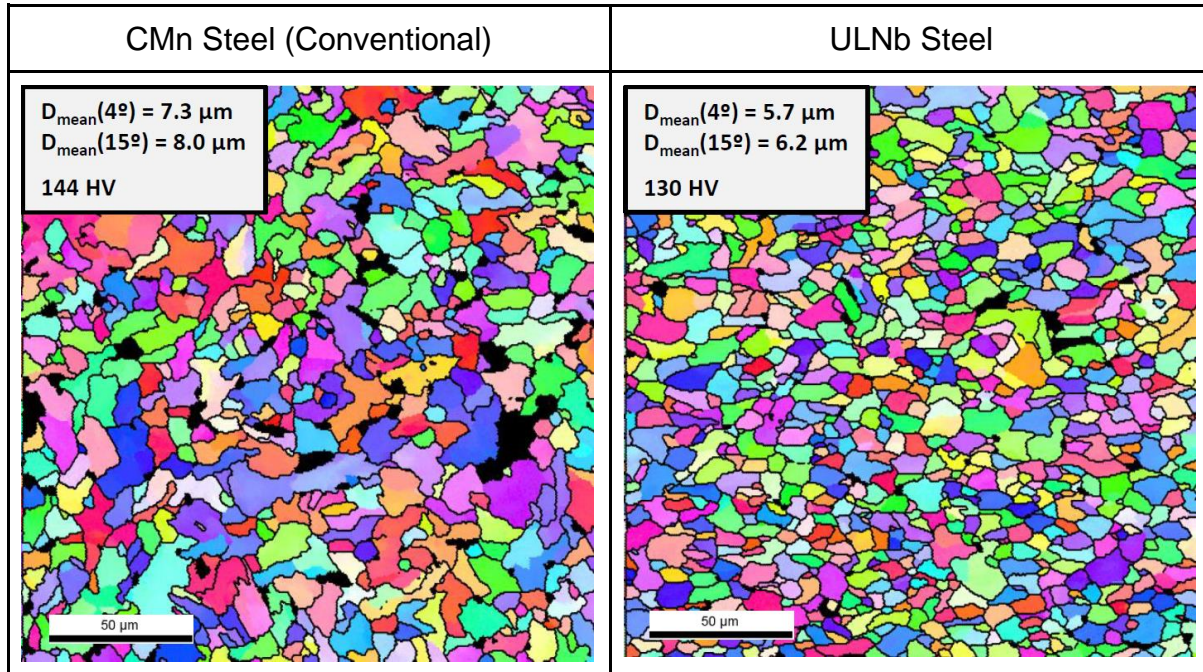 CMn Steel (Conventional)
ULNb Steel
Dmean(4º) = 7.3 µm
Dmean(15º) = 8.0 µm
144 HV
50 µm
Dmean(4º) = 5.7 µm
Dmean(15º) = 6.2 µm
130 HV
50 µm